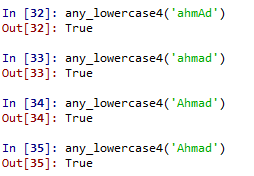 In [32]: any_lowercase4('ahmAd')
Out[32]: True
In [33]: any_lowercase4('ahmad')
Out[33]: True
In [34]: any_lowercase4('Ahmad')
Out[34]: True
In [35]: any_lowercase4('Ahmad')
Out[35]: True